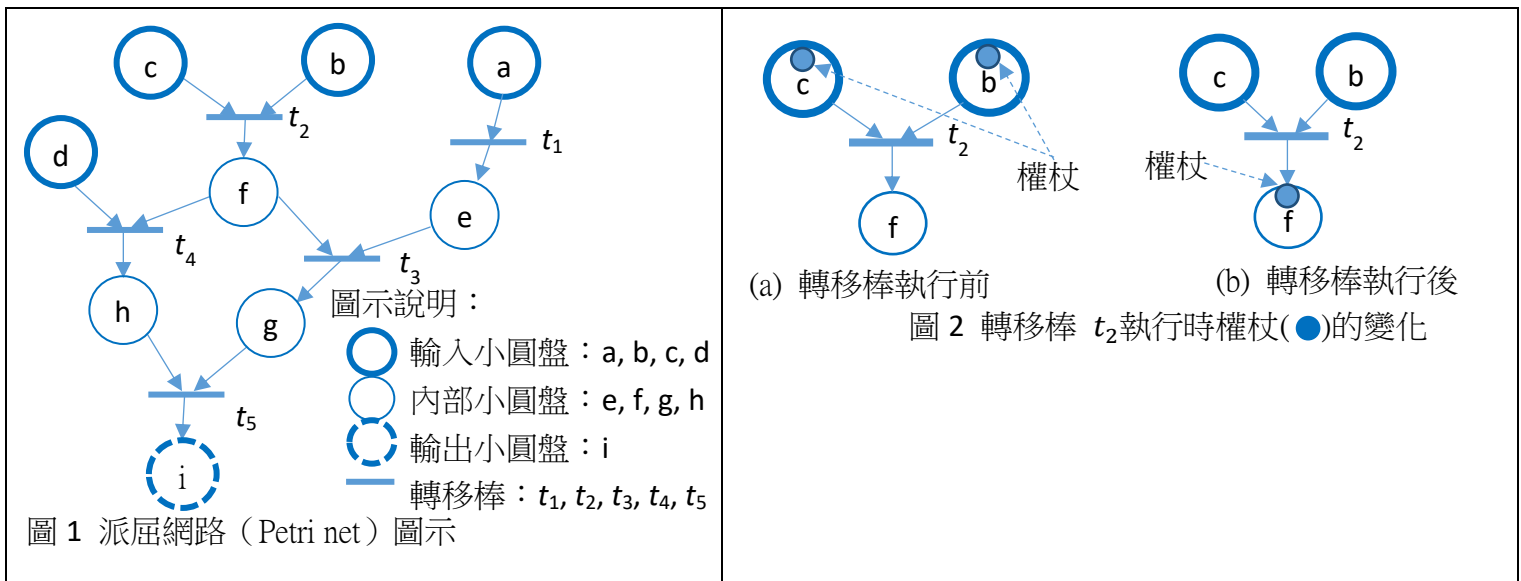 c
b
a
t2
t1
d
f
e
t4
t3
h
g
圖示說明：
輸入小圓盤：a, b, c, d
內部小圓盤：e, f, g, h
t5
輸出小圓盤：i
i
轉移棒：t1, t2, t3, t4, t5
圖 1 派屈網路（Petri net）圖示
c
b
t2
權杖
f
(a) 轉移棒執行前
c
b
t2
權杖
f
(b) 轉移棒執行後
圖 2 轉移棒 t2執行時權杖(●)的變化